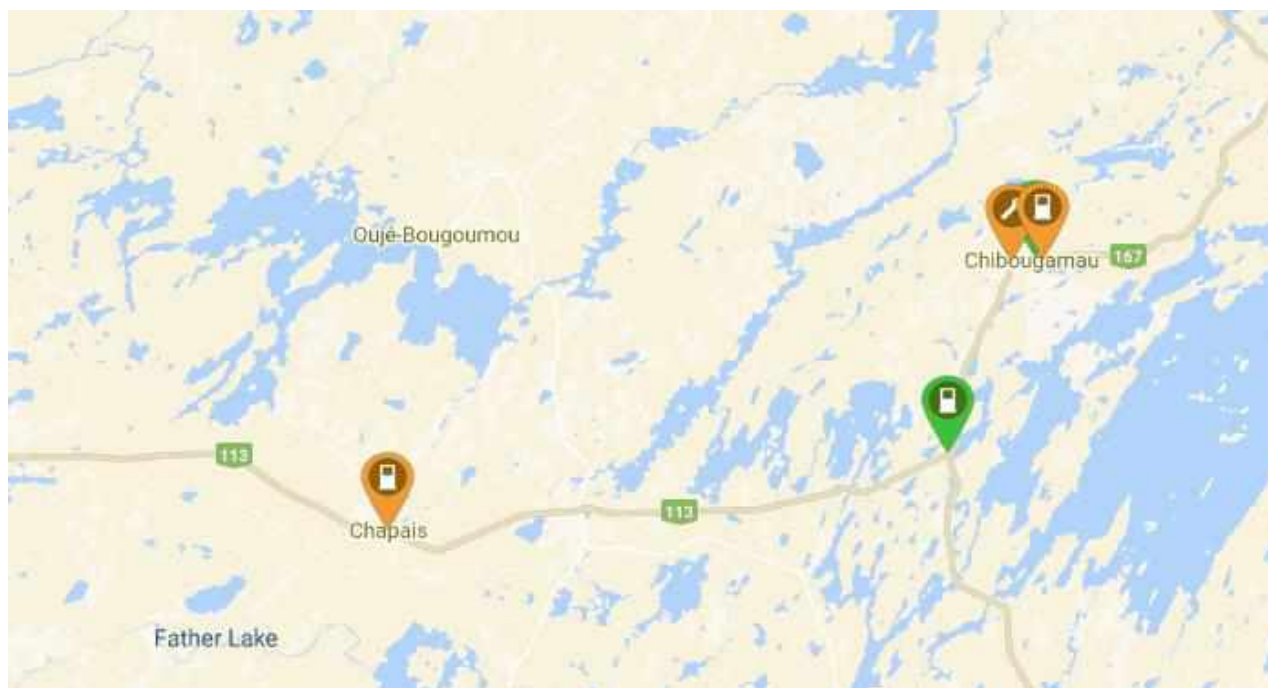 Oujé-Bougoumou
Chibougamau
167
113
113
Chapais
Father Lake